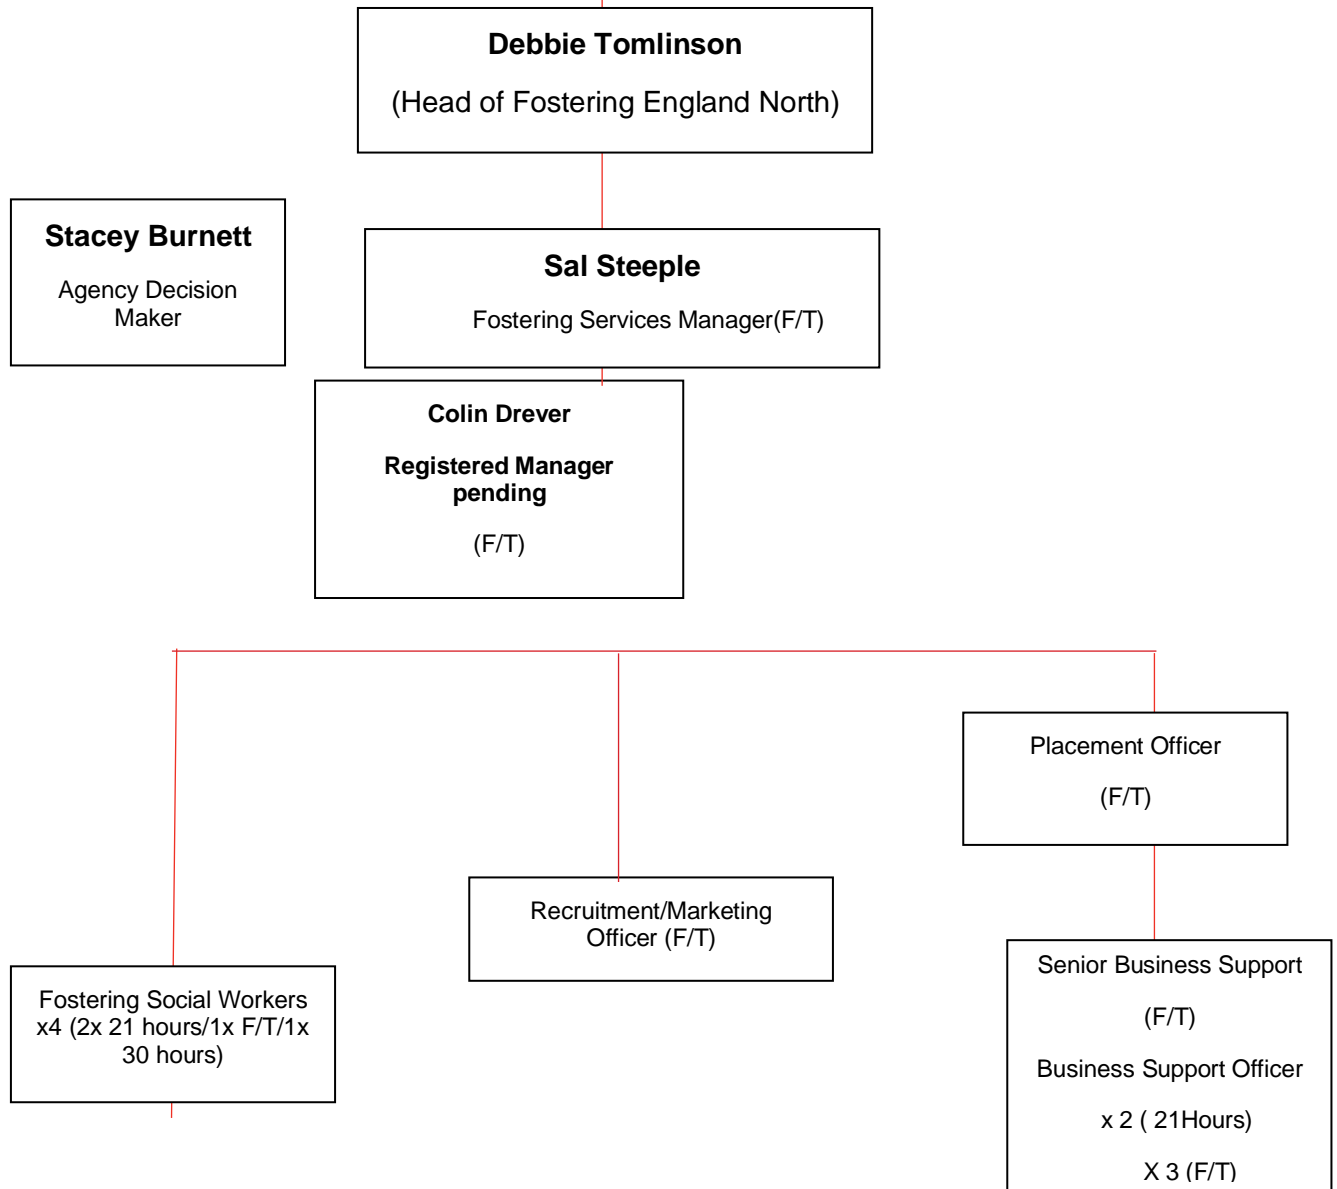 Debbie Tomlinson
(Head of Fostering England North)
Stacey Burnett
Agency Decision
Maker
Sal Steeple
Fostering Services Manager(F/T)
Colin Drever
Registered Manager
pending
(F/T)
Placement Officer
(F/T)
Recruitment/Marketing
Officer (F/T)
Fostering Social Workers
x4 (2x 21 hours/1x F/T/1x
30 hours)
Senior Business Support
(F/T)
Business Support Officer
x 2 ( 21Hours)
X 3 (F/T)